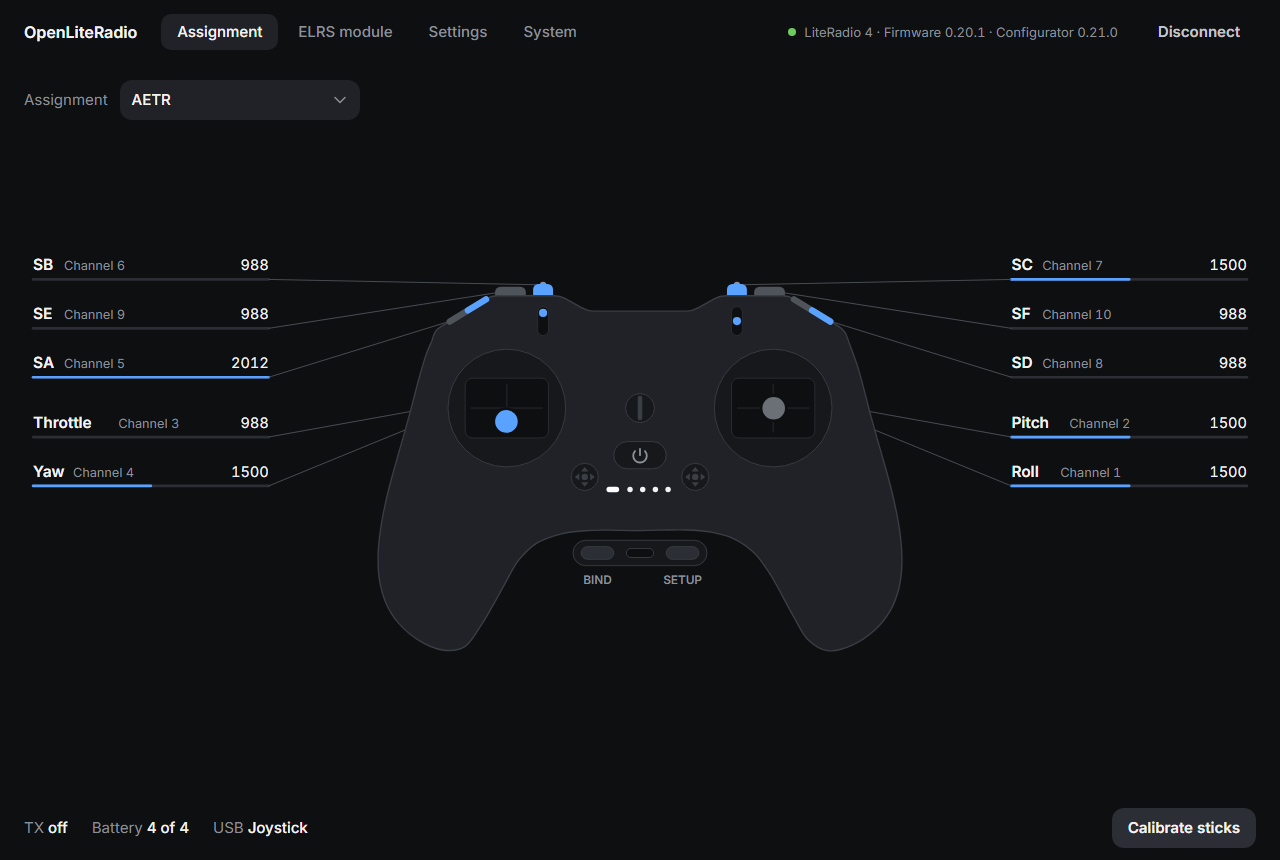 OpenLiteRadio Assignment ELRS module Settings System LiteRadio 4 · Firmware 0.20.1 · Configurator 0.21.0 Disconnect
Assignment AETR
SB Channel 6 988
SE Channel 9 988
SA Channel 5 2012
Throttle Channel 3 988
Yaw Channel 4 1500
SC Channel 7 1500
SF Channel 10 988
SD Channel 8 988
Pitch Channel 2 1500
Roll Channel 1 1500
BIND SETUP
TX off Battery 4 of 4 USB Joystick Calibrate sticks